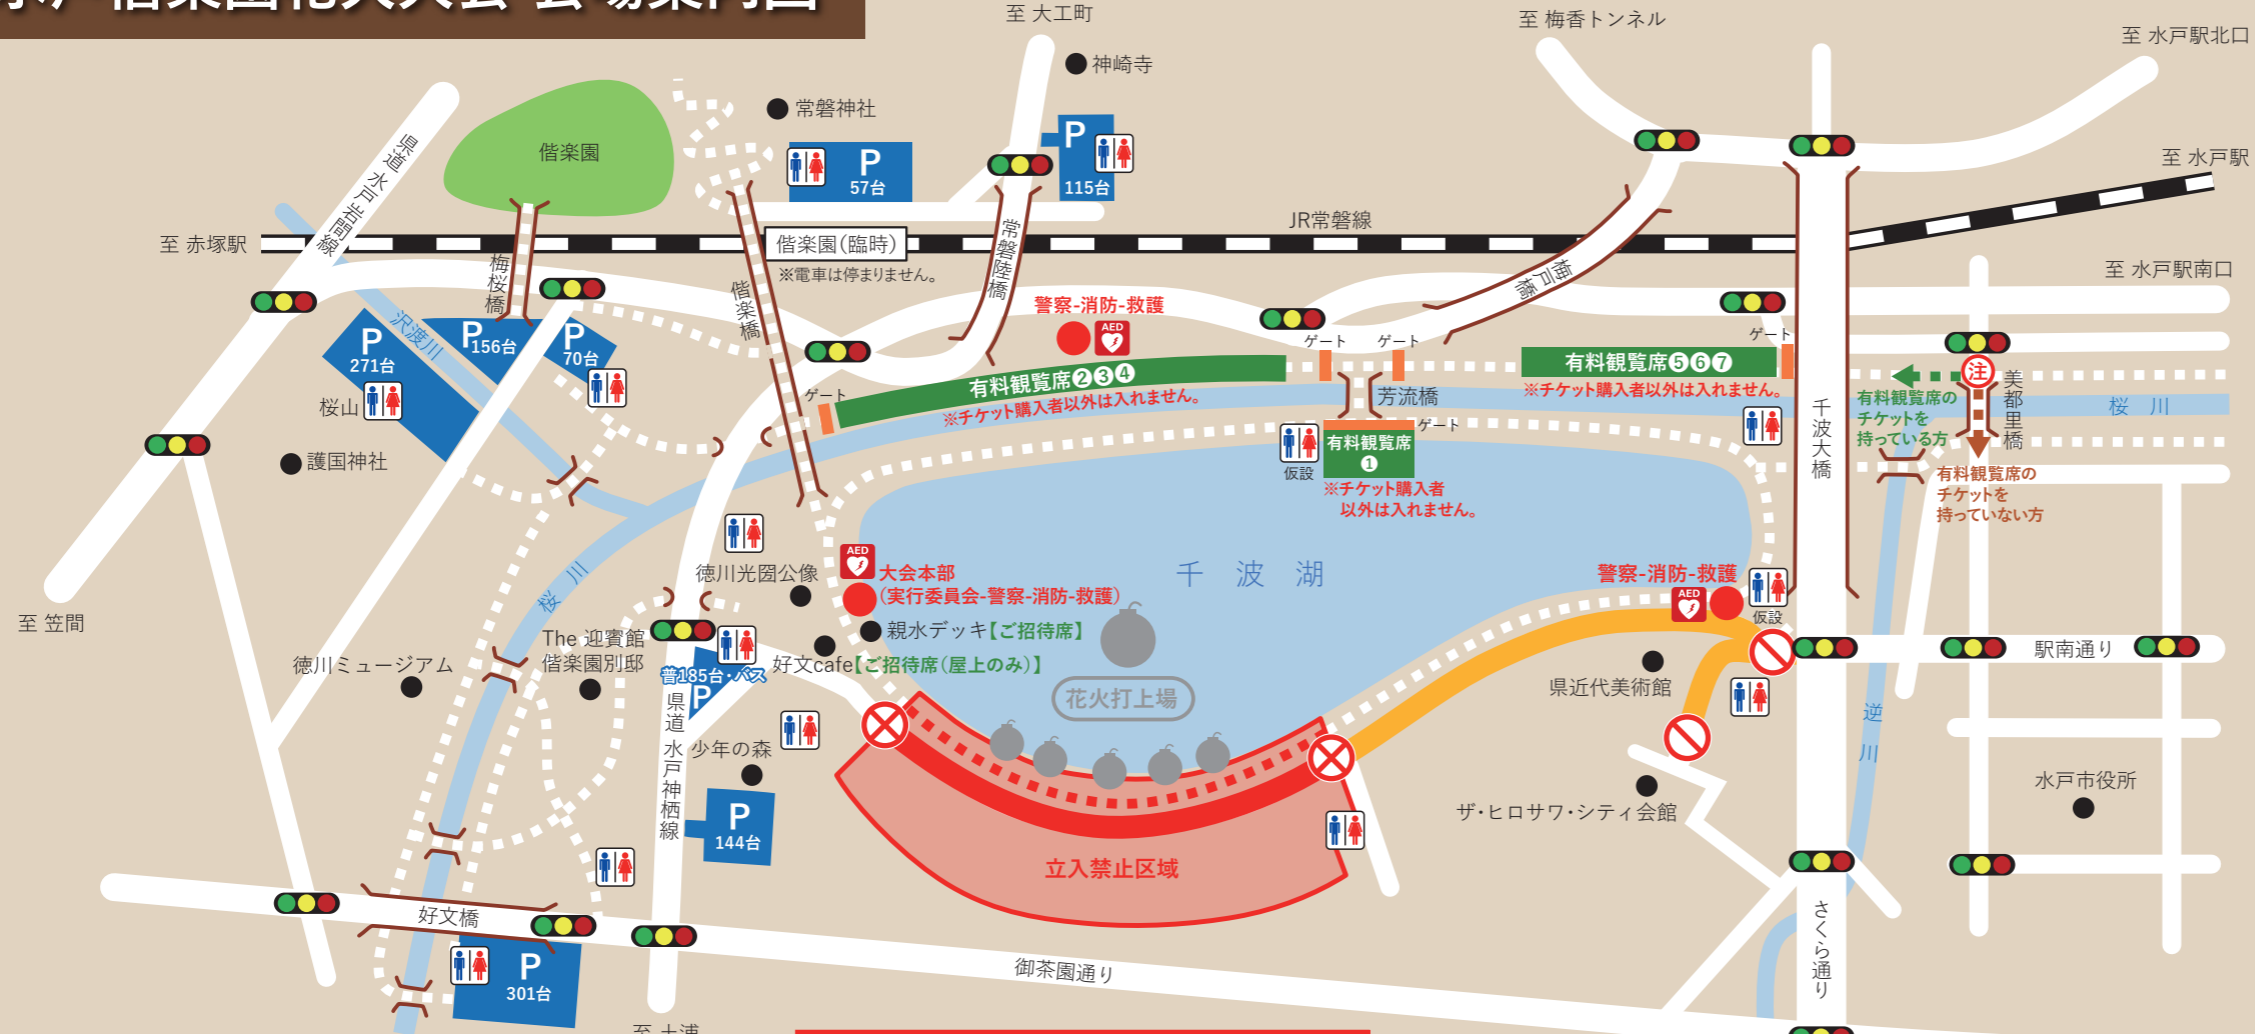 水戸偕楽園花火大会 会場案内図
至 大工町
至 梅香トンネル
至 水戸駅北口
神崎寺
常磐神社
偕楽園
県道 水戸岩間線
P
57台
P
115台
至 水戸駅
至 赤塚駅
JR常磐線
偕楽園(臨時)
※電車は停まりません。
常磐陸橋
梅戸橋
梅桜橋
偕楽橋
至 水戸駅南口
沢渡川
P
271台
P
156台
P
70台
警察-消防-救護
AED
ゲート
ゲート
ゲート
ゲート
有料観覧席❷❸❹
※チケット購入者以外は入れません。
有料観覧席❺❻❼
※チケット購入者以外は入れません。
芳流橋
ゲート
有料観覧席
❶
※チケット購入者
以外は入れません。
仮設
千波大橋
注
美都里橋
有料観覧席の
チケットを
持っている方
桜 川
有料観覧席の
チケットを
持っていない方
桜山
護国神社
至 笠間
桜 川
徳川光圀公像
AED
大会本部
(実行委員会-警察-消防-救護)
親水デッキ【ご招待席】
好文cafe【ご招待席(屋上のみ)】
千 波 湖
花火打上場
警察-消防-救護
AED
仮設
The 迎賓館
偕楽園別邸
徳川ミュージアム
普185台・バス
P
県道 水戸神栖線
少年の森
P
144台
県近代美術館
駅南通り
逆 川
ザ・ヒロサワ・シティ会館
水戸市役所
立入禁止区域
好文橋
P
301台
御茶園通り
さくら通り
至 土浦